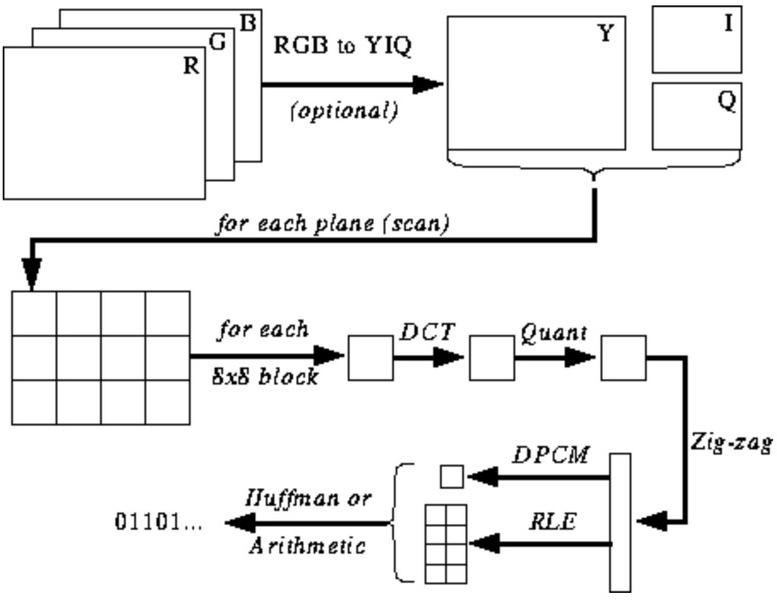 B
G
R
RGB to YIQ
(optional)
Y
I
Q
for each plane (scan)
for each
8x8 block
DCT
Quant
Zig-zag
DPCM
RLE
Huffman or
Arithmetic
01101...